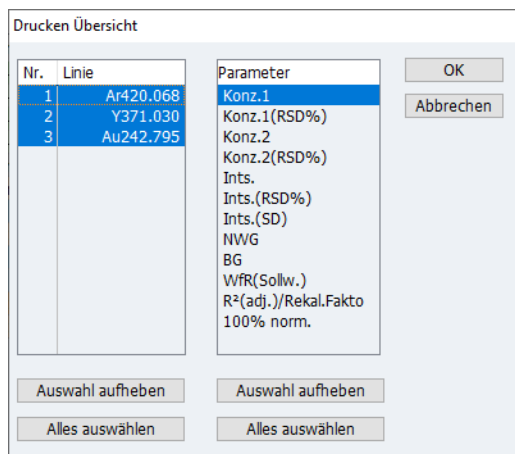 Drucken Übersicht
Nr. Linie
1 Ar420.068
2 Y371.030
3 Au242.795
Auswahl aufheben
Alles auswählen
Parameter
Konz.1
Konz.1(RSD%)
Konz.2
Konz.2(RSD%)
Ints.
Ints.(RSD%)
Ints.(SD)
NWG
BG
WfR(Sollw.)
R²(adj.)/Rekal.Fakto
100% norm.
Auswahl aufheben
Alles auswählen
OK
Abbrechen